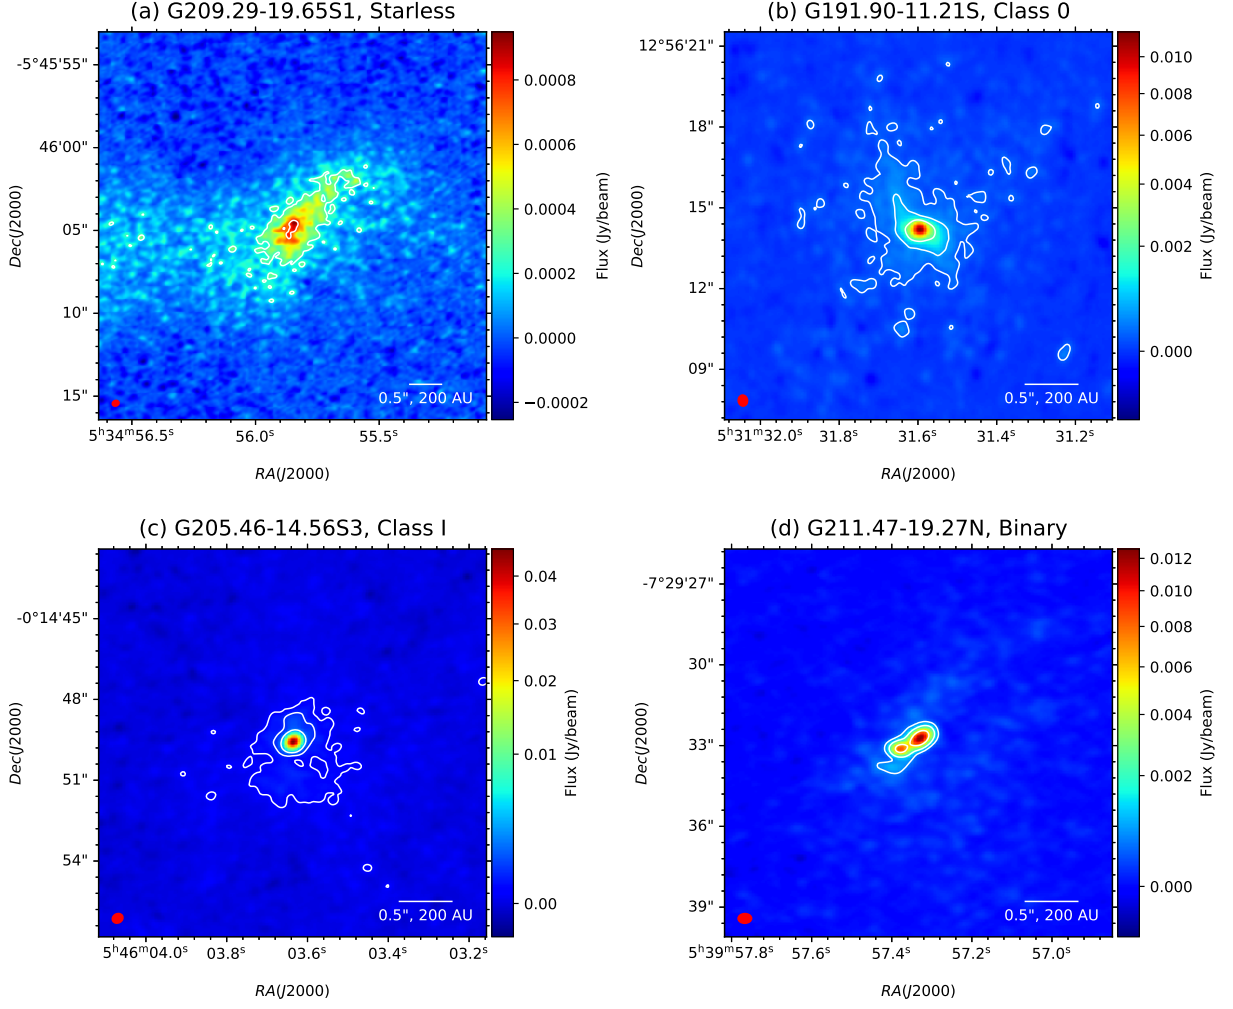 (a) G209.29-19.65S1, Starless
-5°45'55"
46'00"
05"
10"
15"
Dec(J2000)
5ʰ34ᵐ56.5ˢ
56.0ˢ
55.5ˢ
RA(J2000)
0.5", 200 AU
0.0008
0.0006
0.0004
0.0002
0.0000
−0.0002
Flux (Jy/beam)
(b) G191.90-11.21S, Class 0
12°56'21"
18"
15"
12"
09"
Dec(J2000)
5ʰ31ᵐ32.0ˢ
31.8ˢ
31.6ˢ
31.4ˢ
31.2ˢ
RA(J2000)
0.5", 200 AU
0.010
0.008
0.006
0.004
0.002
0.000
Flux (Jy/beam)
(c) G205.46-14.56S3, Class I
-0°14'45"
48"
51"
54"
Dec(J2000)
5ʰ46ᵐ04.0ˢ
03.8ˢ
03.6ˢ
03.4ˢ
03.2ˢ
RA(J2000)
0.5", 200 AU
0.04
0.03
0.02
0.01
0.00
Flux (Jy/beam)
(d) G211.47-19.27N, Binary
-7°29'27"
30"
33"
36"
39"
Dec(J2000)
5ʰ39ᵐ57.8ˢ
57.6ˢ
57.4ˢ
57.2ˢ
57.0ˢ
RA(J2000)
0.5", 200 AU
0.012
0.010
0.008
0.006
0.004
0.002
0.000
Flux (Jy/beam)